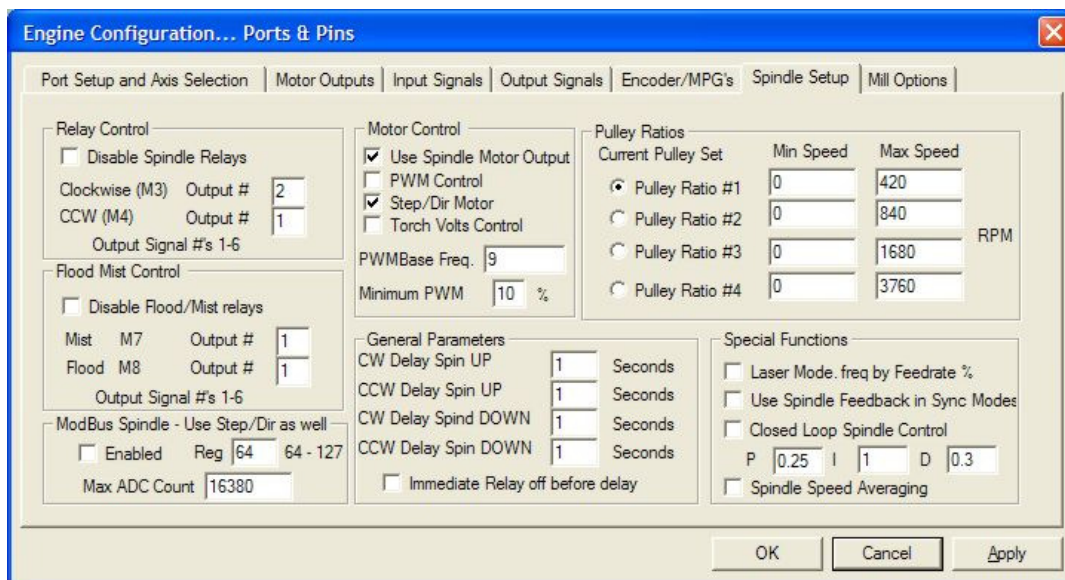 Engine Configuration... Ports & Pins
Port Setup and Axis Selection
Motor Outputs
Input Signals
Output Signals
Encoder/MPG's
Spindle Setup
Mill Options
Relay Control
Disable Spindle Relays
Clockwise (M3) Output # 2
CCW (M4) Output # 1
Output Signal #'s 1-6
Flood Mist Control
Disable Flood/Mist relays
Mist M7 Output # 1
Flood M8 Output # 1
Output Signal #'s 1-6
ModBus Spindle - Use Step/Dir as well
Enabled Reg 64 64 - 127
Max ADC Count 16380
Motor Control
Use Spindle Motor Output
PWM Control
Step/Dir Motor
Torch Volts Control
PWMBase Freq. 9
Minimum PWM 10 %
General Parameters
CW Delay Spin UP 1 Seconds
CCW Delay Spin UP 1 Seconds
CW Delay Spind DOWN 1 Seconds
CCW Delay Spin DOWN 1 Seconds
Immediate Relay off before delay
Pulley Ratios
Current Pulley Set Min Speed Max Speed
Pulley Ratio #1 0 420
Pulley Ratio #2 0 840
RPM
Pulley Ratio #3 0 1680
Pulley Ratio #4 0 3760
Special Functions
Laser Mode. freq by Feedrate %
Use Spindle Feedback in Sync Modes
Closed Loop Spindle Control
P 0.25 I 1 D 0.3
Spindle Speed Averaging
OK
Cancel
Apply